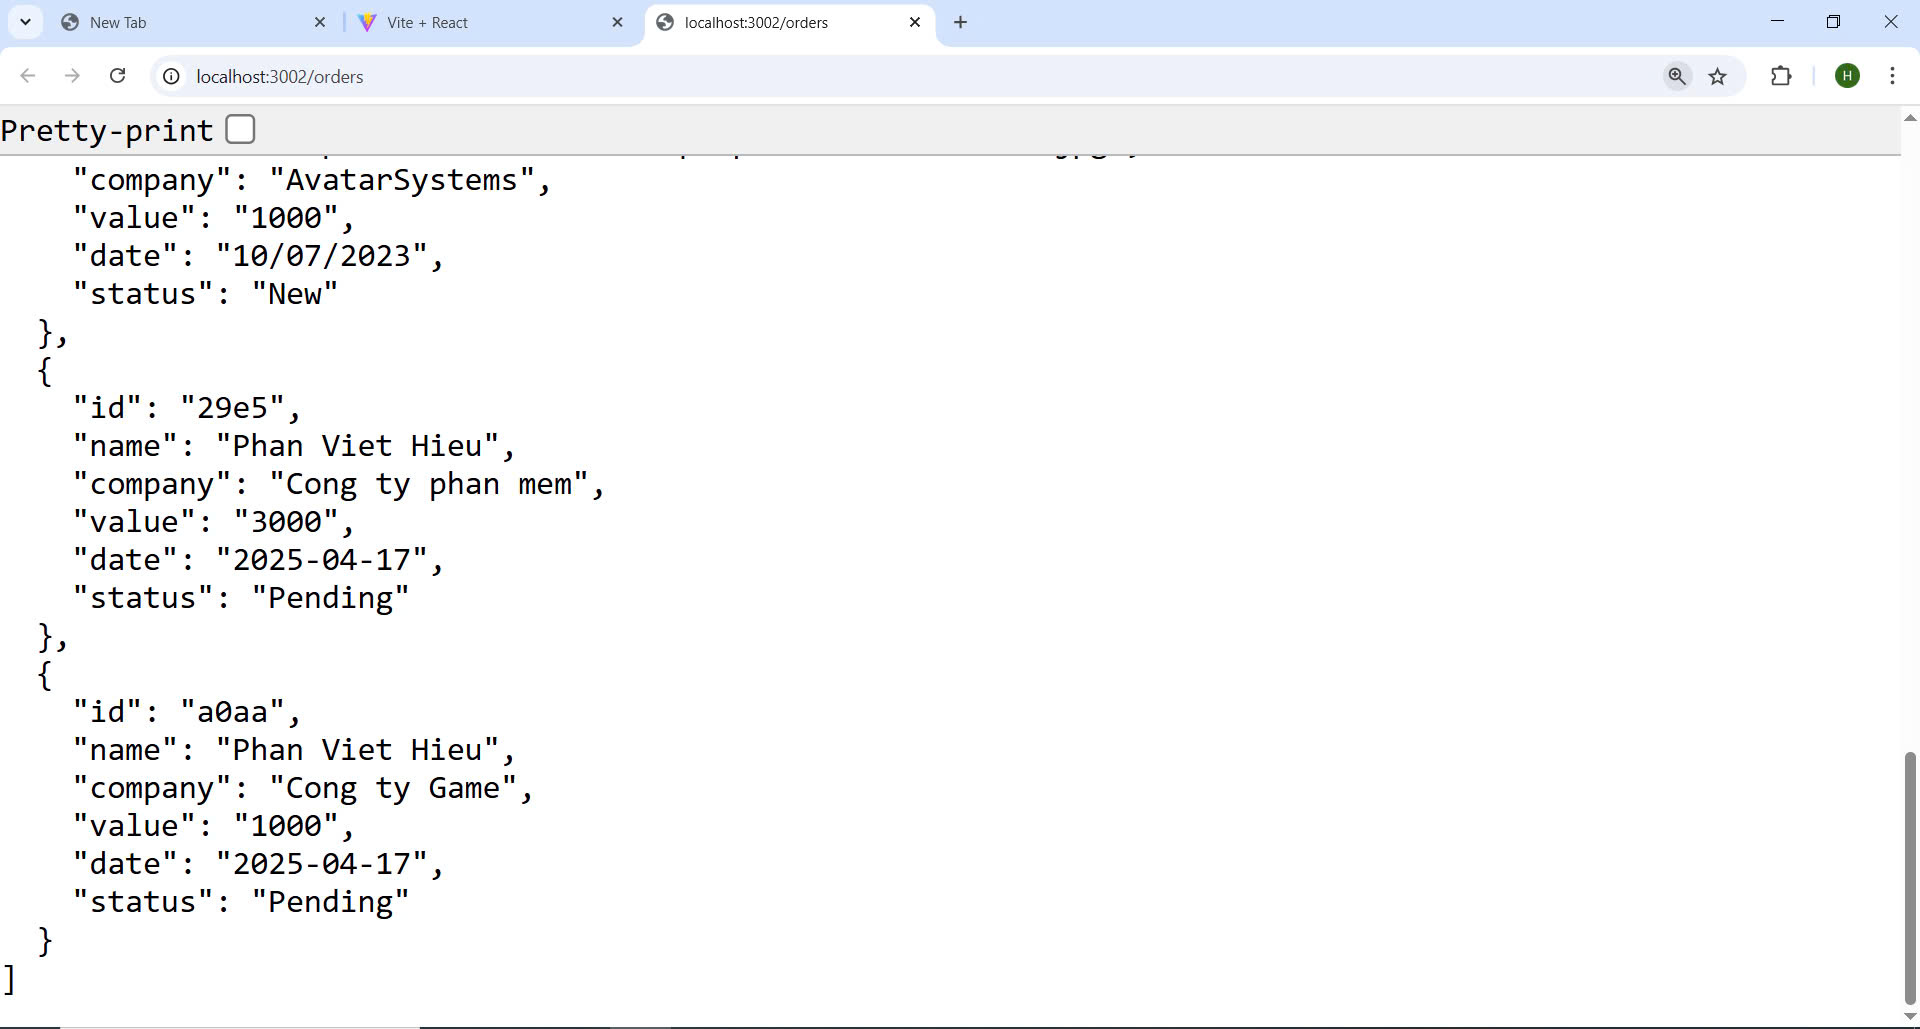 New Tab
Vite + React
localhost:3002/orders
localhost:3002/orders
H
Pretty-print
"company": "AvatarSystems",
"value": "1000",
"date": "10/07/2023",
"status": "New"
},
{
"id": "29e5",
"name": "Phan Viet Hieu",
"company": "Cong ty phan mem",
"value": "3000",
"date": "2025-04-17",
"status": "Pending"
},
{
"id": "a0aa",
"name": "Phan Viet Hieu",
"company": "Cong ty Game",
"value": "1000",
"date": "2025-04-17",
"status": "Pending"
}
]